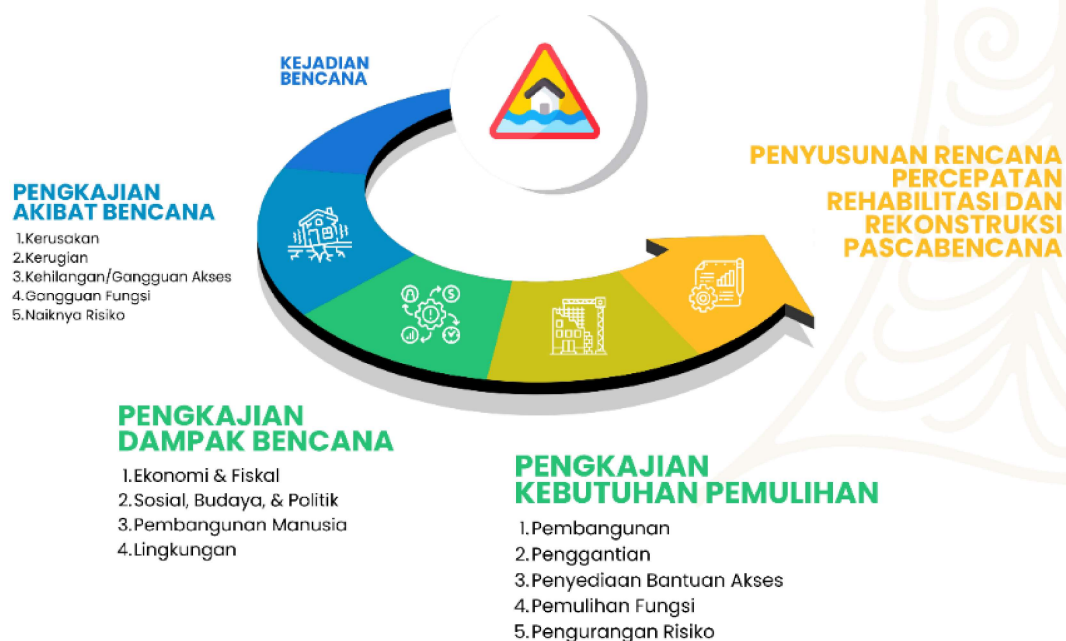 KEJADIAN
BENCANA
PENGKAJIAN
AKIBAT BENCANA
1.Kerusakan
2.Kerugian
3.Kehilangan/Gangguan Akses
4.Gangguan Fungsi
5.Naiknya Risiko
PENGKAJIAN
DAMPAK BENCANA
1.Ekonomi & Fiskal
2.Sosial, Budaya, & Politik
3.Pembangunan Manusia
4.Lingkungan
PENGKAJIAN
KEBUTUHAN PEMULIHAN
1.Pembangunan
2.Penggantian
3.Penyediaan Bantuan Akses
4.Pemulihan Fungsi
5.Pengurangan Risiko
PENYUSUNAN RENCANA
PERCEPATAN
REHABILITASI DAN
REKONSTRUKSI
PASCABENCANA